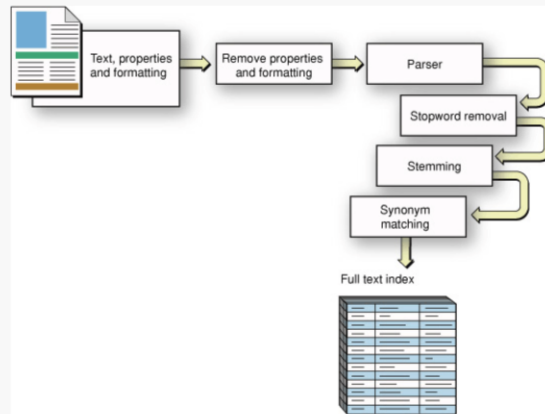 Text, properties
and formatting
Remove properties
and formatting
Parser
Stopword removal
Stemming
Synonym
matching
Full text index